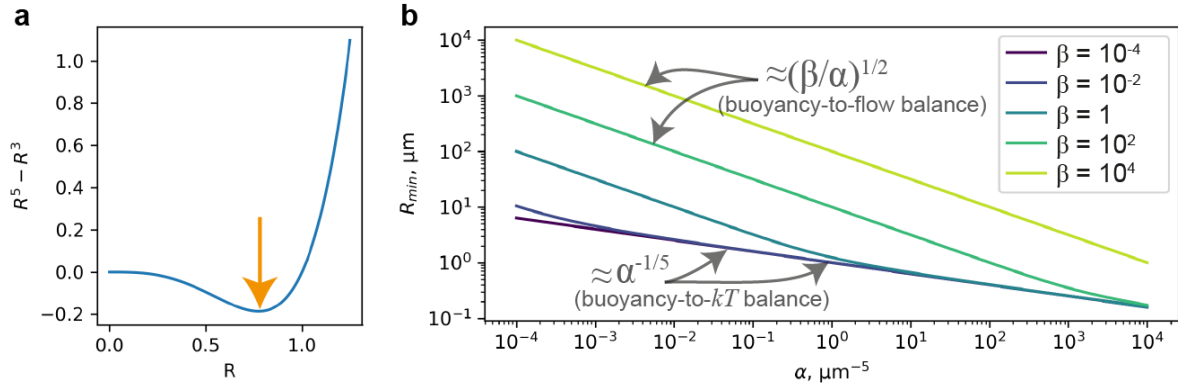 a
1.0
0.8
0.6
0.4
0.2
0.0
−0.2
R⁵ − R³
0.0
0.5
1.0
R
b
10⁴
10³
10²
10¹
10⁰
10⁻¹
R_min, μm
≈(β/α)^1/2
(buoyancy-to-flow balance)
≈α^-1/5
(buoyancy-to-kT balance)
β = 10⁻⁴
β = 10⁻²
β = 1
β = 10²
β = 10⁴
10⁻⁴
10⁻³
10⁻²
10⁻¹
10⁰
10¹
10²
10³
10⁴
α, μm⁻⁵